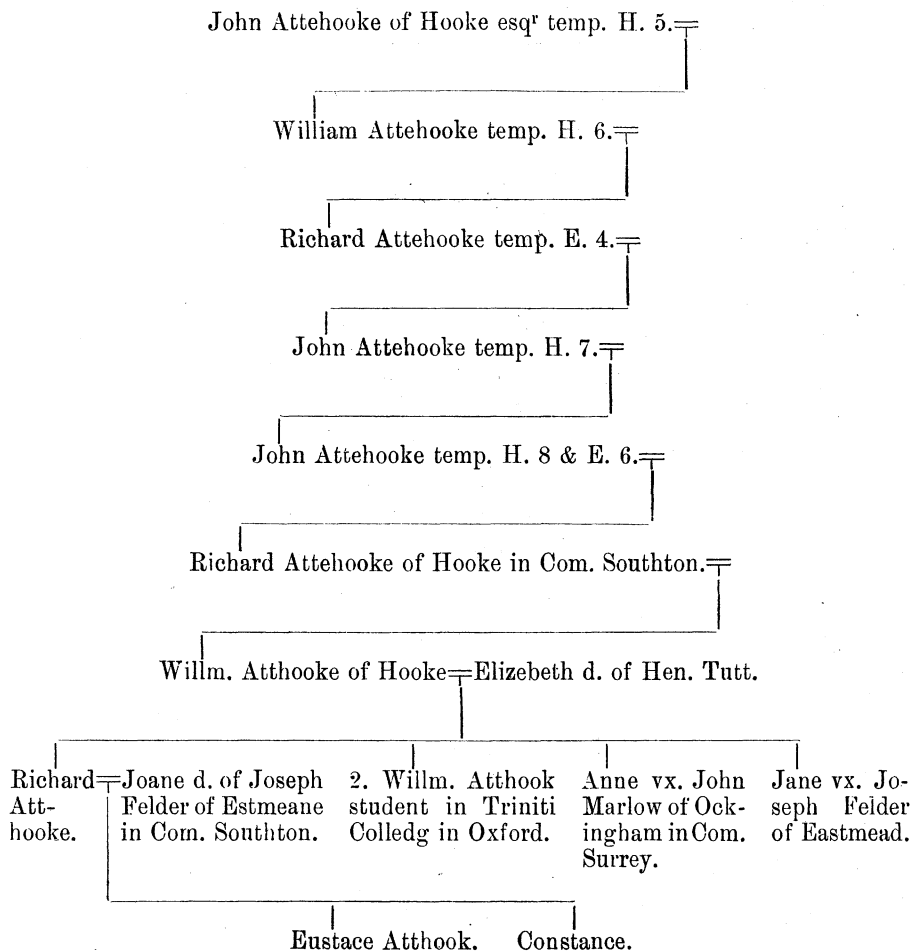 John Attehooke of Hooke esqʳ temp. H. 5.
William Attehooke temp. H. 6.
Richard Attehooke temp. E. 4.
John Attehooke temp. H. 7.
John Attehooke temp. H. 8 & E. 6.
Richard Attehooke of Hooke in Com. Southton.
Willm. Atthooke of Hooke=Elizebeth d. of Hen. Tutt.
Richard=
Att-
hooke.
Joane d. of Joseph
Felder of Estmeane
in Com. Southton.
2. Willm. Atthook
student in Triniti
Colledg in Oxford.
Anne vx. John
Marlow of Ock-
ingham in Com.
Surrey.
Jane vx. Jo-
seph Felder
of Eastmead.
Eustace Atthook.
Constance.